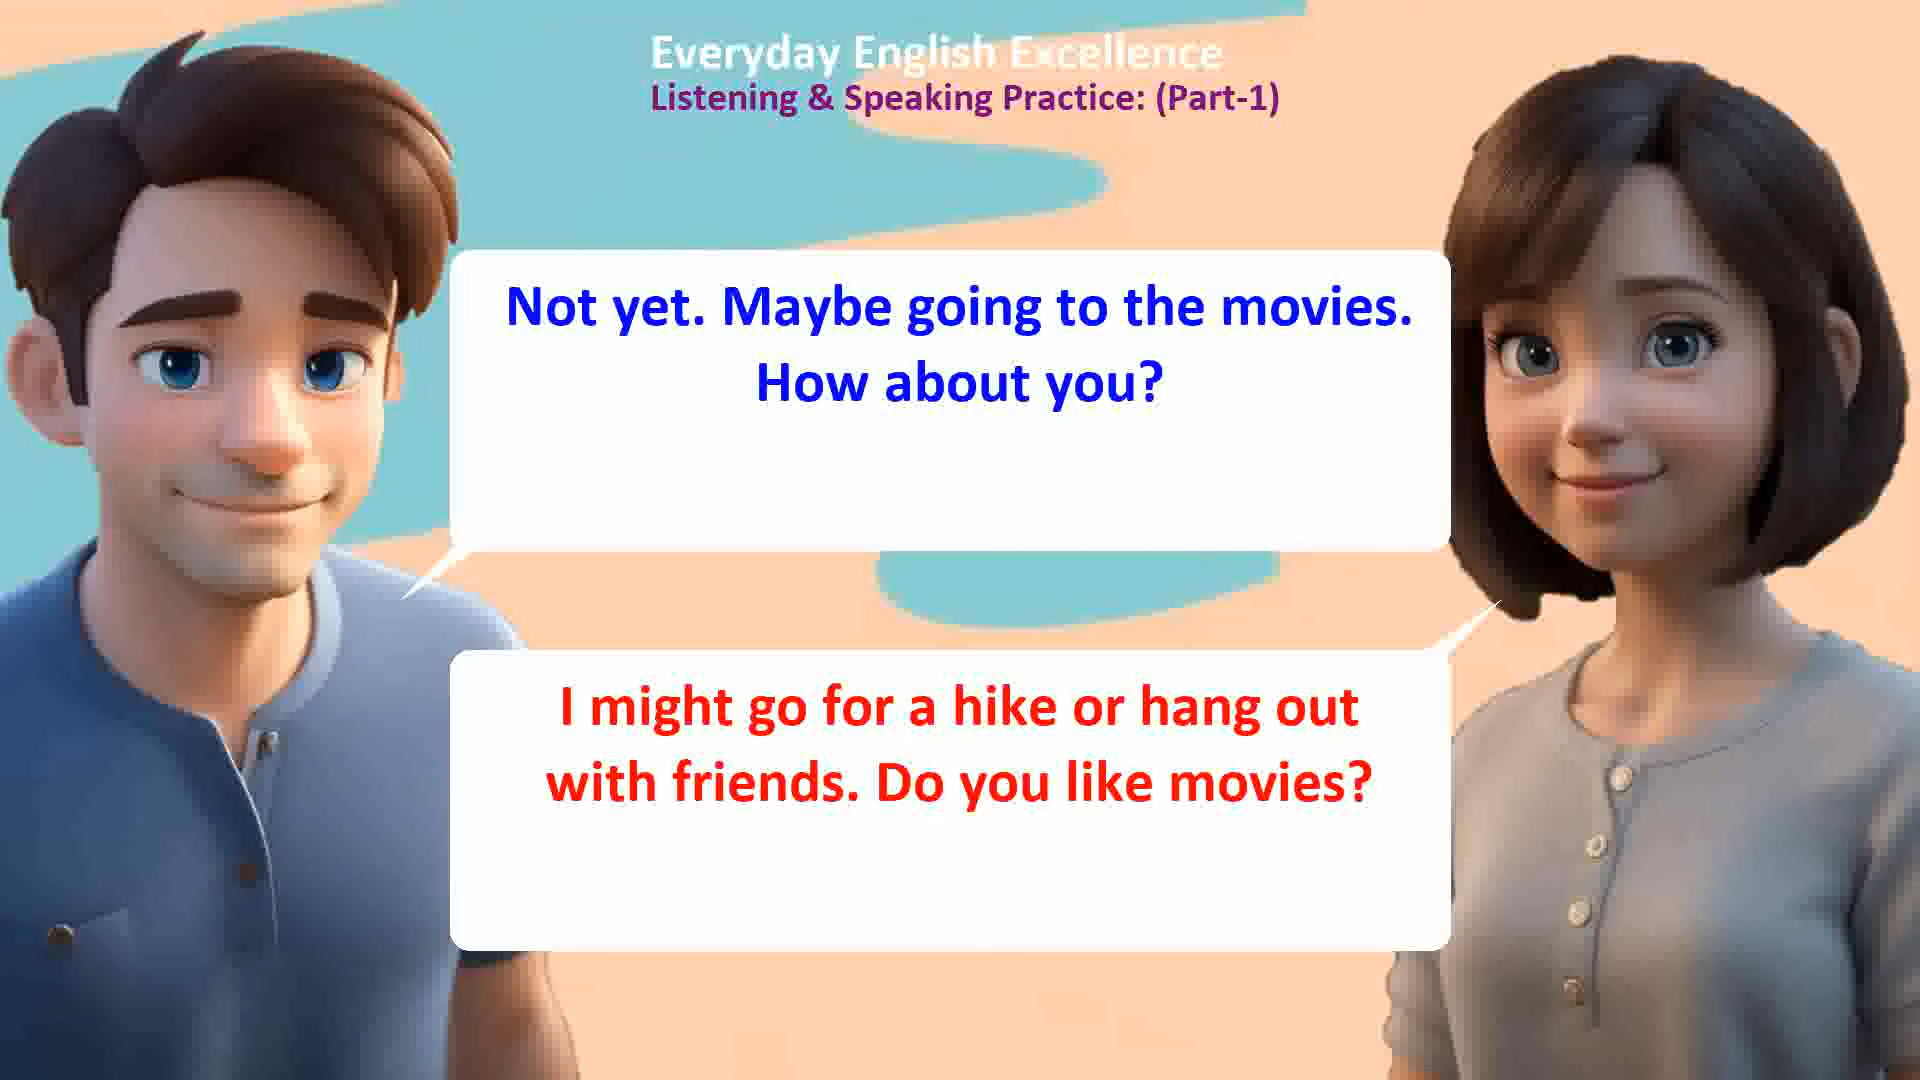 Everyday English Excellence
Listening & Speaking Practice: (Part-1)
Not yet. Maybe going to the movies.
How about you?
I might go for a hike or hang out
with friends. Do you like movies?